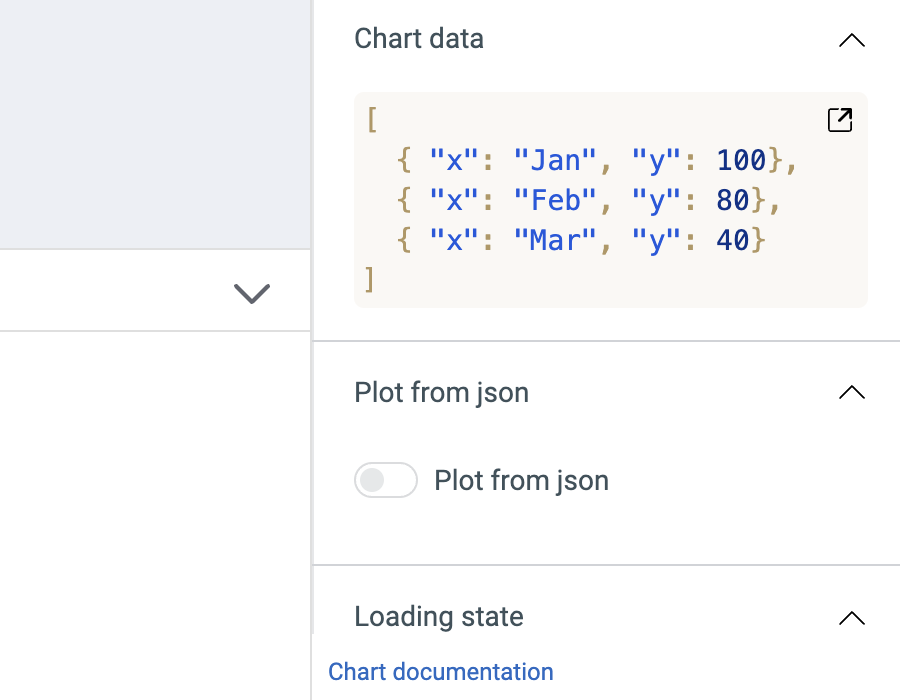 Chart data
[
  { "x": "Jan", "y": 100},
  { "x": "Feb", "y": 80},
  { "x": "Mar", "y": 40}
]
Plot from json
Plot from json
Loading state
Chart documentation